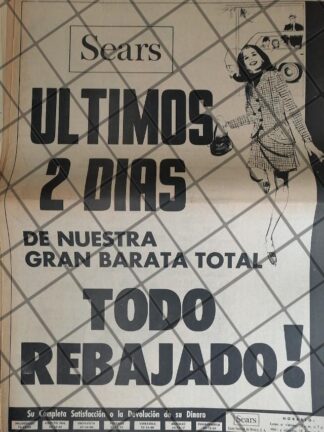 Sears
ULTIMOS
2 DIAS
DE NUESTRA
GRAN BARATA TOTAL
TODO
REBAJADO!
Su Completa Satisfacción o la Devolución de su Dinero
Sears